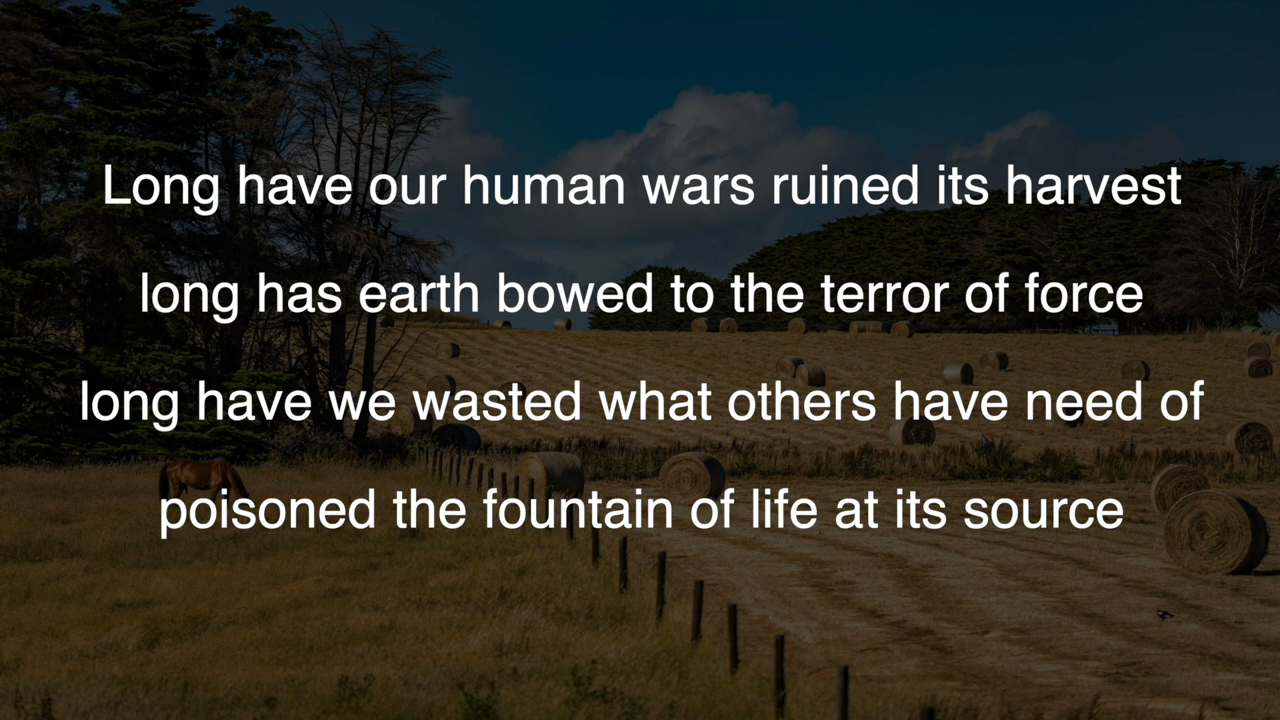 Long have our human wars ruined its harvest
long has earth bowed to the terror of force
long have we wasted what others have need of
poisoned the fountain of life at its source